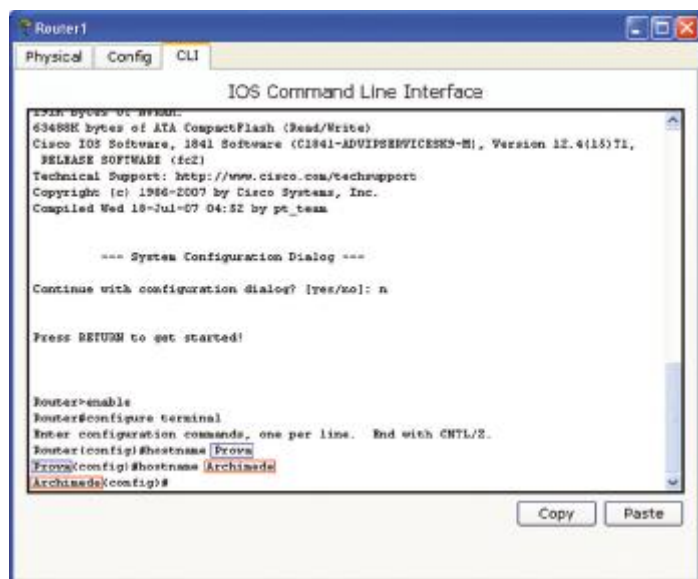 Router1
Physical Config CLI
IOS Command Line Interface
191K bytes of NVRAM.
63488K bytes of ATA CompactFlash (Read/Write)
Cisco IOS Software, 1841 Software (C1841-ADVIPSERVICESK9-M), Version 12.4(15)T1,
RELEASE SOFTWARE (fc2)
Technical Support: http://www.cisco.com/techsupport
Copyright (c) 1986-2007 by Cisco Systems, Inc.
Compiled Wed 18-Jul-07 04:52 by pt_team
--- System Configuration Dialog ---
Continue with configuration dialog? [yes/no]: n
Press RETURN to get started!
Router>enable
Router#configure terminal
Enter configuration commands, one per line. End with CNTL/Z.
Router(config)#hostname Prova
Prova(config)#hostname Archimede
Archimede(config)#
Copy Paste